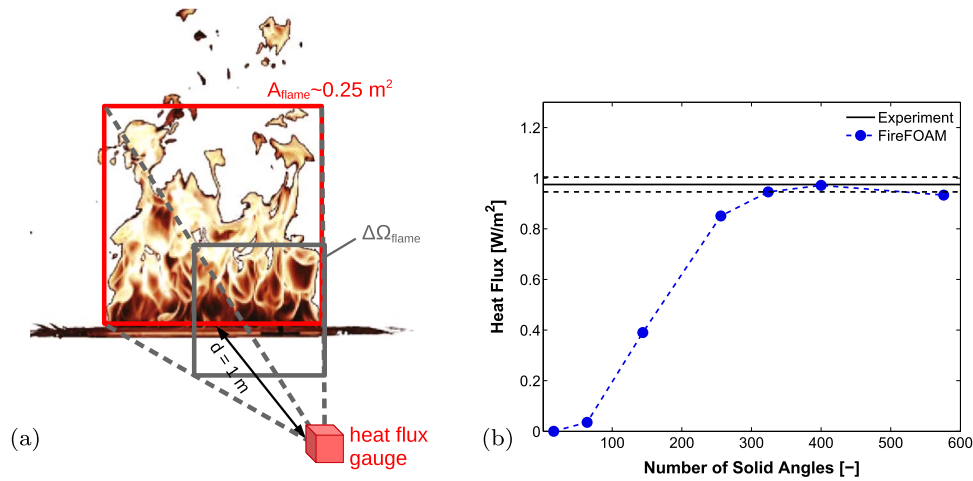 A_flame~0.25 m²
ΔΩ_flame
d = 1 m
heat flux
gauge
(a)
Experiment
FireFOAM
Heat Flux [W/m²]
1.2
1
0.8
0.6
0.4
0.2
0
100
200
300
400
500
600
Number of Solid Angles [−]
(b)